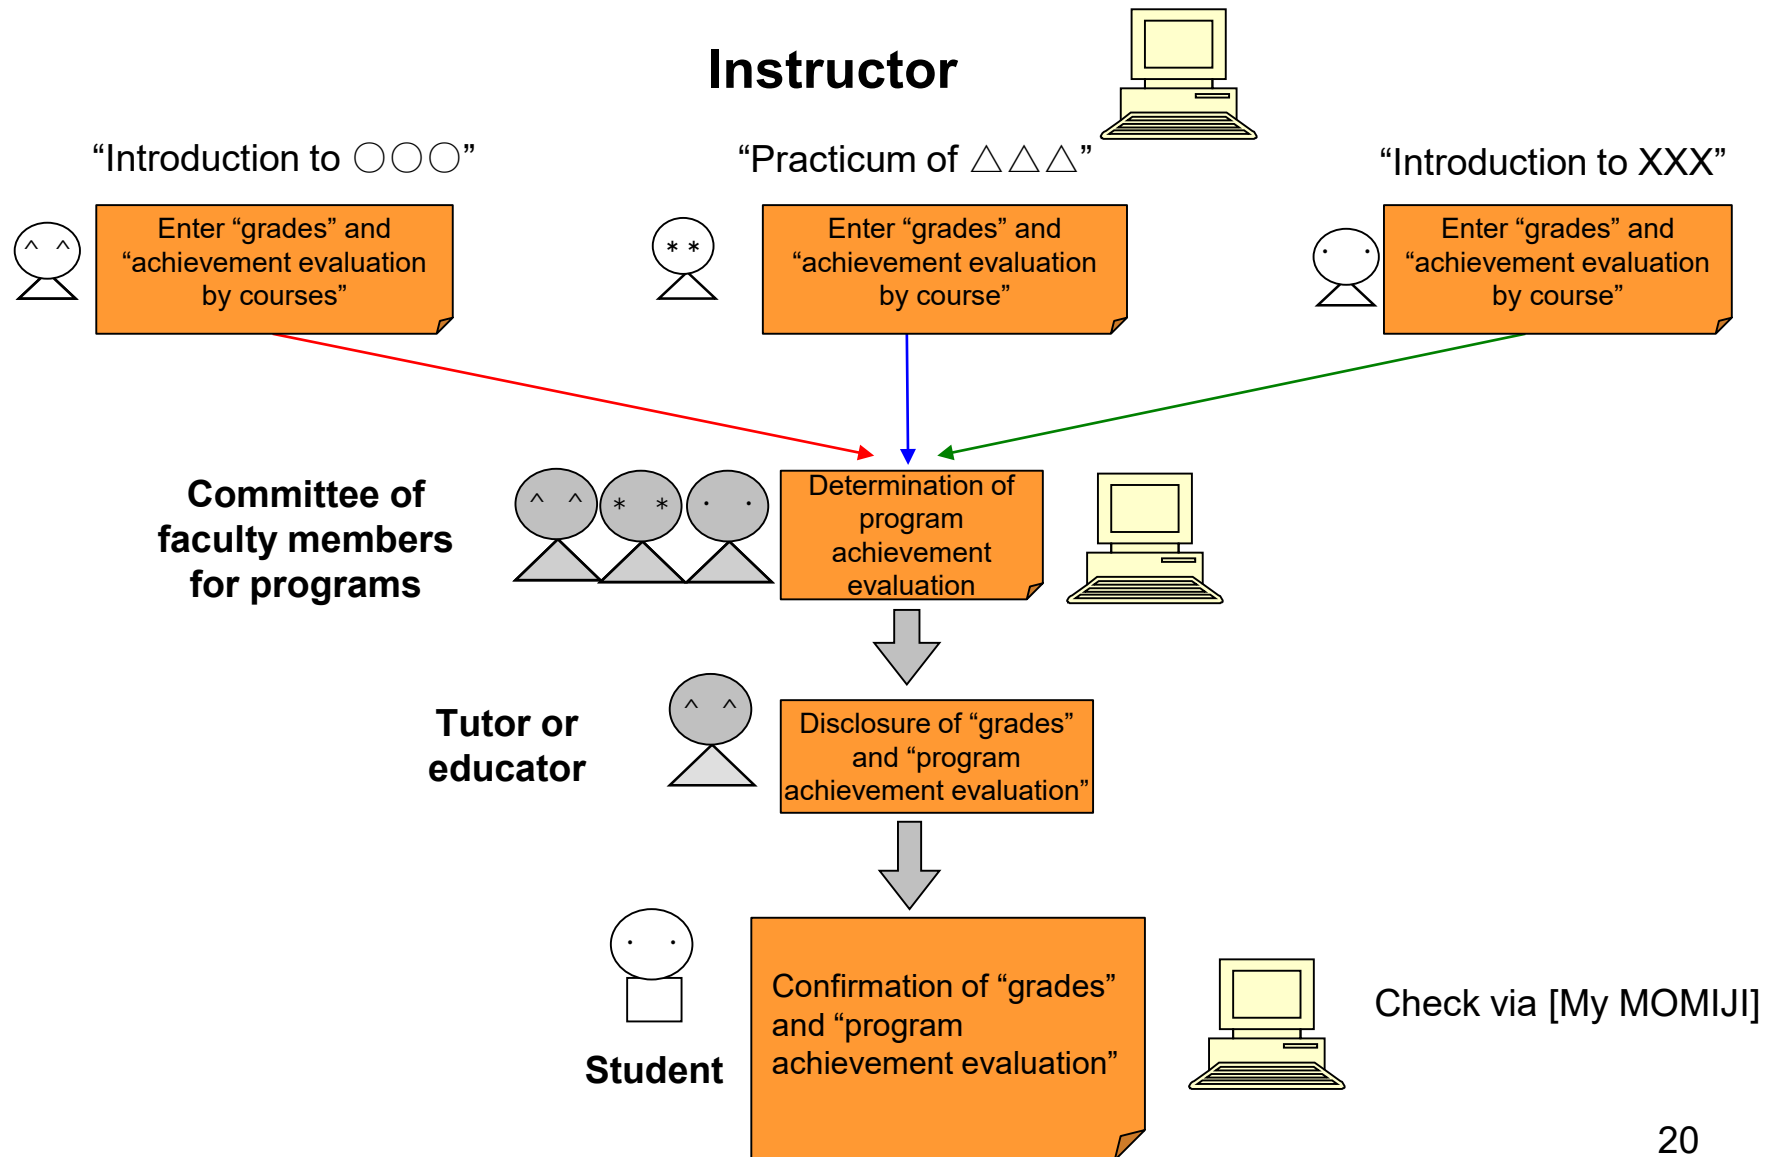 Instructor
“Introduction to ○○○”
“Practicum of △△△”
“Introduction to XXX”
^ ^
Enter “grades” and
“achievement evaluation
by courses”
* *
Enter “grades” and
“achievement evaluation
by course”
· ·
Enter “grades” and
“achievement evaluation
by course”
Committee of
faculty members
for programs
^ ^
* *
· ·
Determination of
program
achievement
evaluation
Tutor or
educator
^ ^
Disclosure of “grades”
and “program
achievement evaluation”
· ·
Student
Confirmation of “grades”
and “program
achievement evaluation”
Check via [My MOMIJI]
20